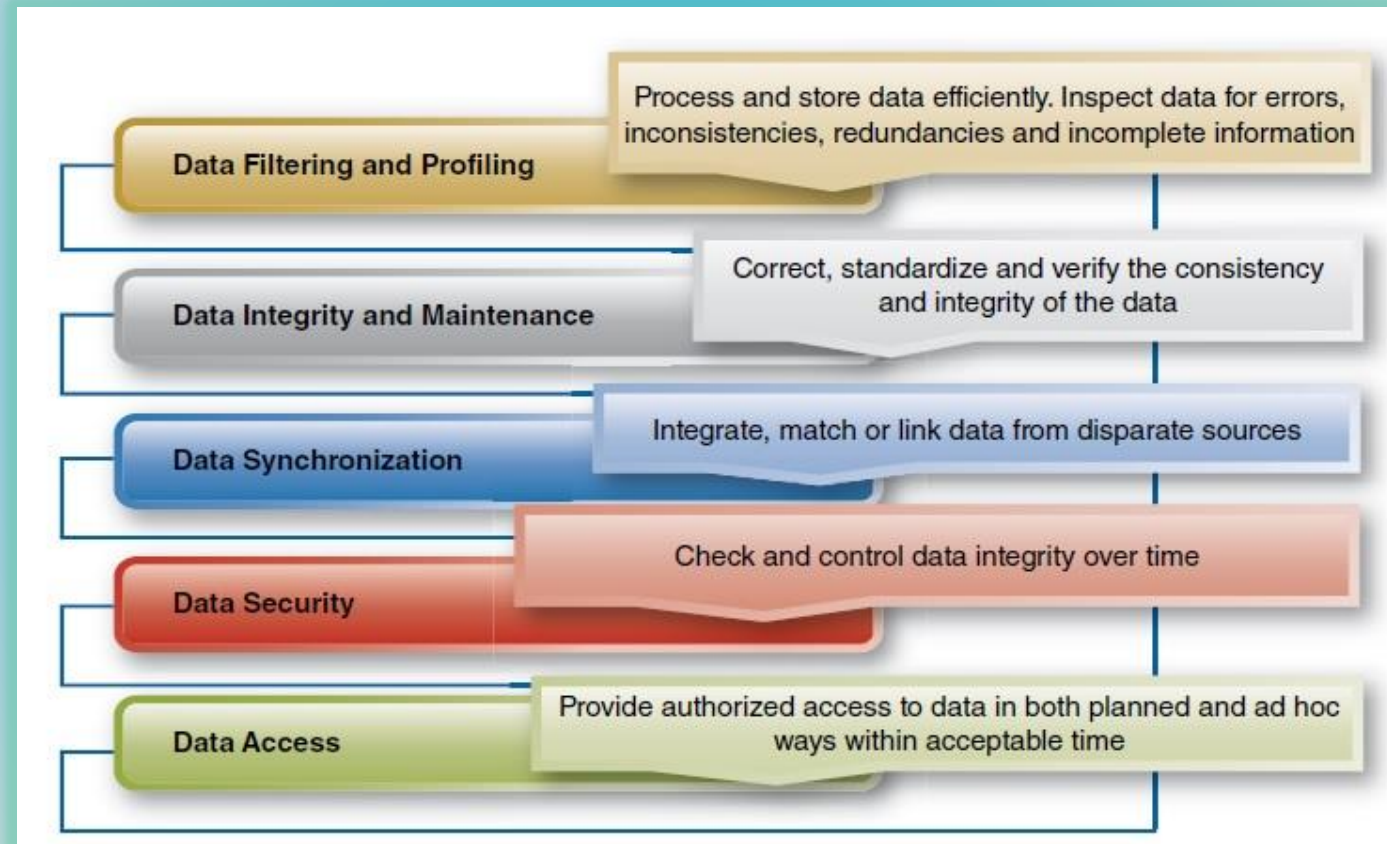 Data Filtering and Profiling
Process and store data efficiently. Inspect data for errors,
inconsistencies, redundancies and incomplete information
Data Integrity and Maintenance
Correct, standardize and verify the consistency
and integrity of the data
Data Synchronization
Integrate, match or link data from disparate sources
Data Security
Check and control data integrity over time
Data Access
Provide authorized access to data in both planned and ad hoc
ways within acceptable time